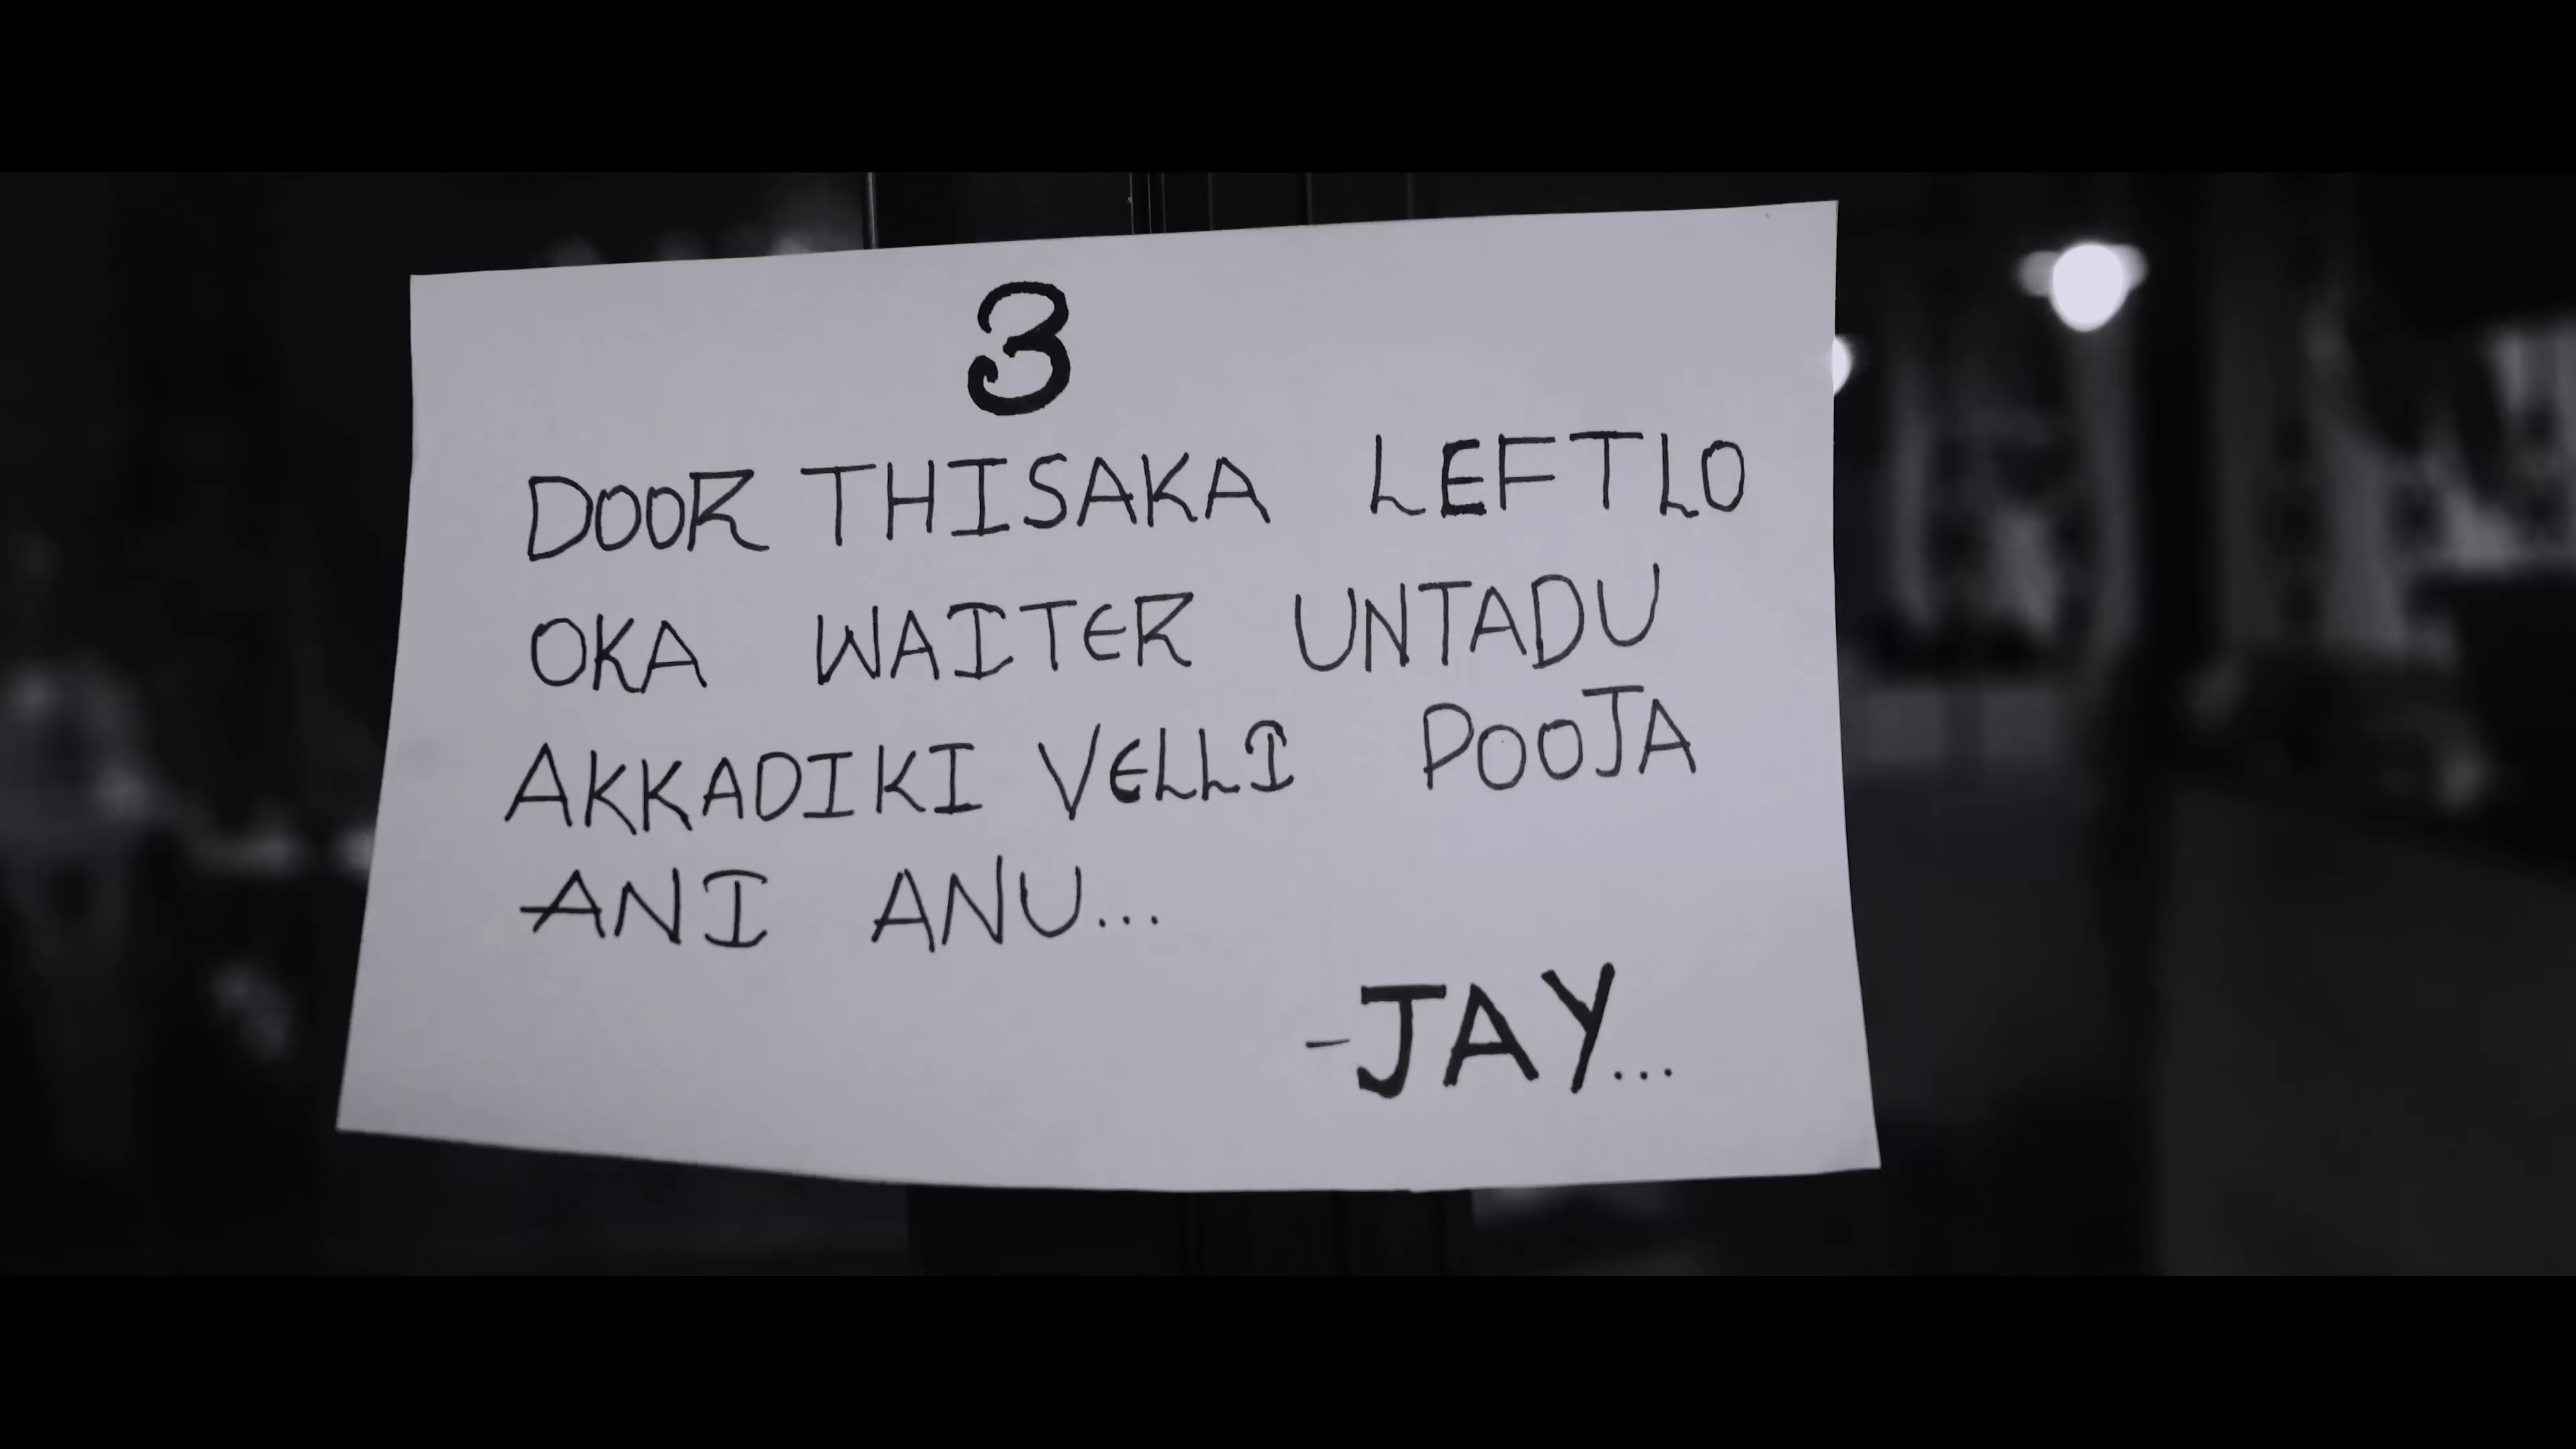 3
DOOR THISAKA LEFTLO
OKA WAITER UNTADU
AKKADIKI VELLI POOJA
ANI ANU...
-JAY...